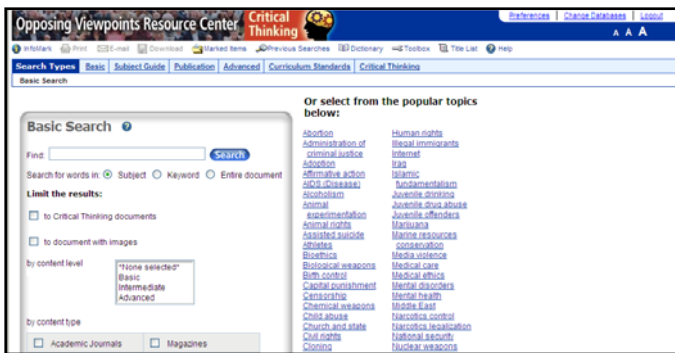 Opposing Viewpoints Resource Center Critical Thinking
Preferences Change Databases Logout
A A A
InfoMark Print E-mail Download Marked Items Previous Searches Dictionary Toolbox Title List Help
Search Types Basic Subject Guide Publication Advanced Curriculum Standards Critical Thinking
Basic Search
Basic Search
Find: Search
Search for words in: Subject Keyword Entire document
Limit the results:
to Critical Thinking documents
to document with images
by content level
*None selected*
Basic
Intermediate
Advanced
by content type
Academic Journals Magazines
Or select from the popular topics
below:
Abortion
Administration of
criminal justice
Adoption
Affirmative action
AIDS (Disease)
Alcoholism
Animal
experimentation
Animal rights
Assisted suicide
Athletes
Bioethics
Biological weapons
Birth control
Capital punishment
Censorship
Chemical weapons
Child abuse
Church and state
Civil rights
Cloning
Human rights
Illegal immigrants
Internet
Iraq
Islamic
fundamentalism
Juvenile drinking
Juvenile drug abuse
Juvenile offenders
Marijuana
Marine resources
conservation
Media violence
Medical care
Medical ethics
Mental disorders
Mental health
Middle East
Narcotics control
Narcotics legalization
National security
Nuclear weapons